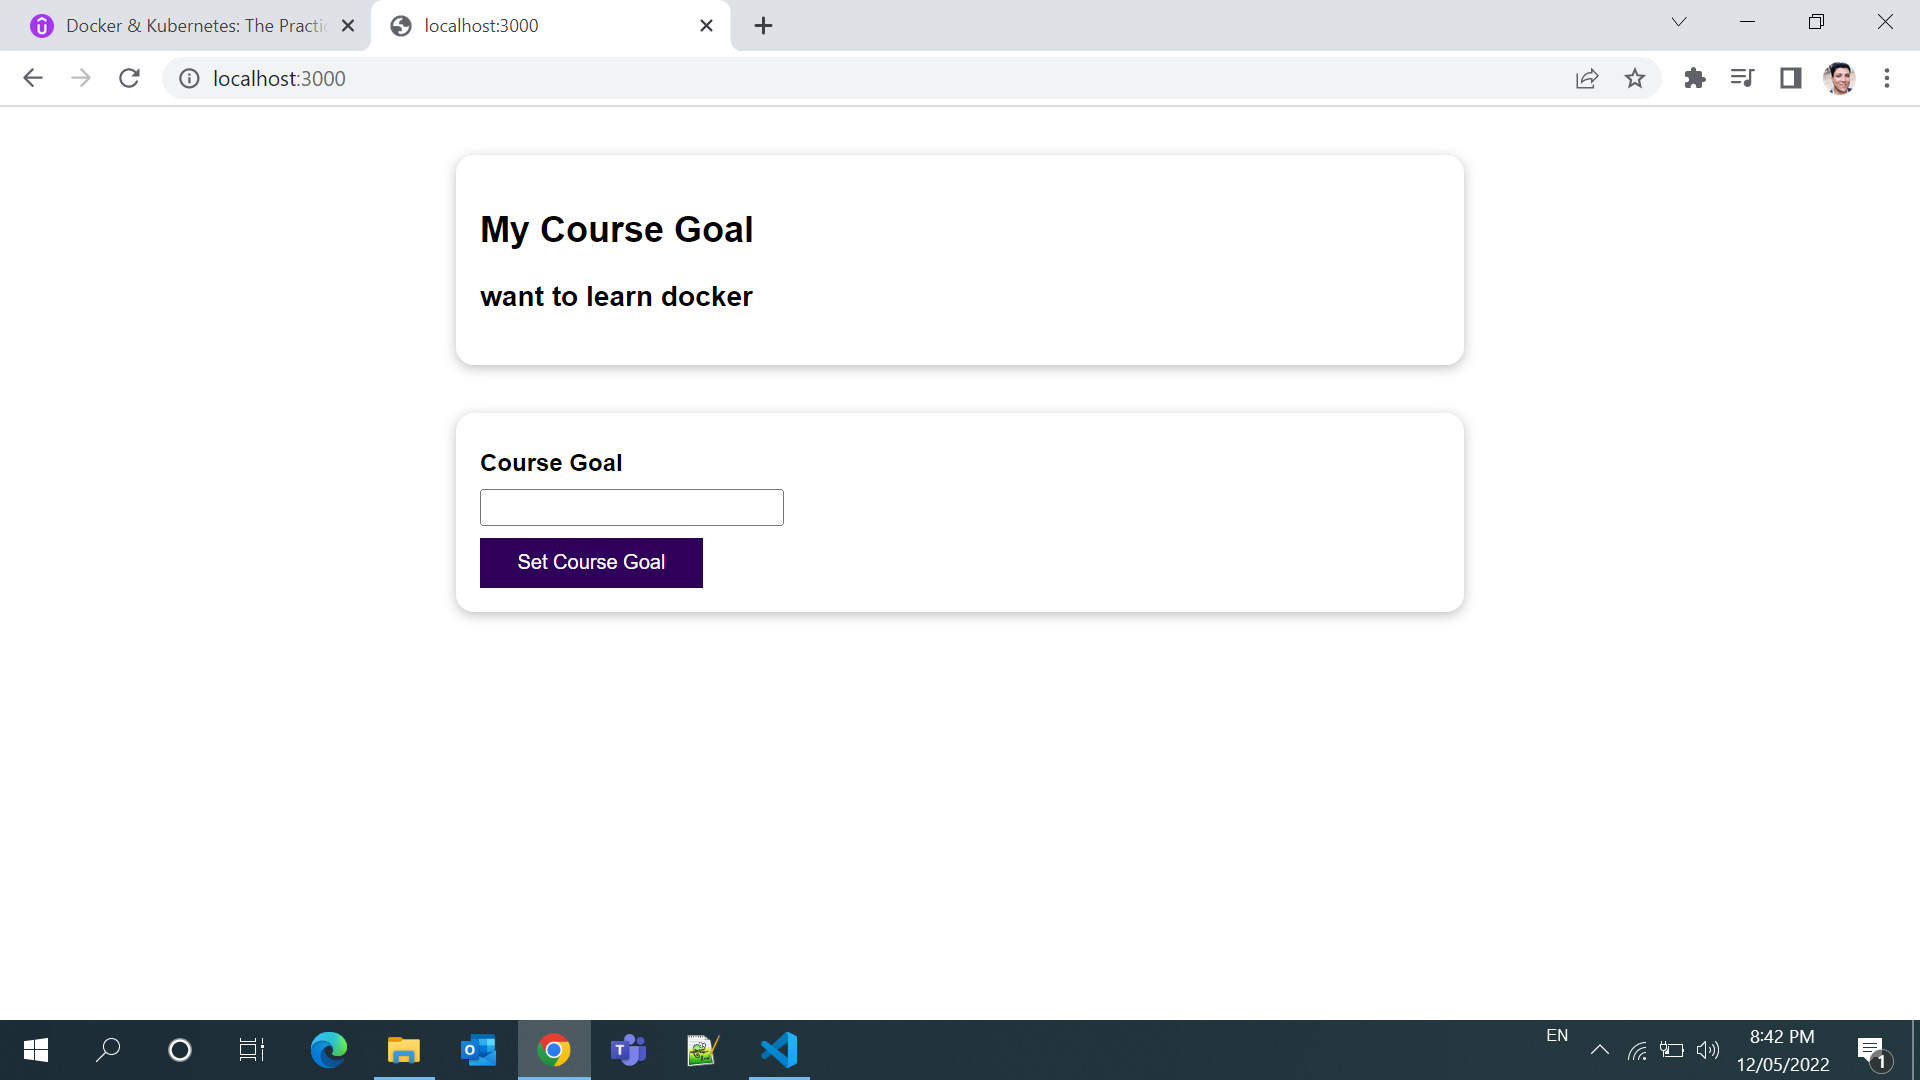 Docker & Kubernetes: The Practic
localhost:3000
localhost:3000
My Course Goal
want to learn docker
Course Goal
Set Course Goal
EN
8:42 PM
12/05/2022
1